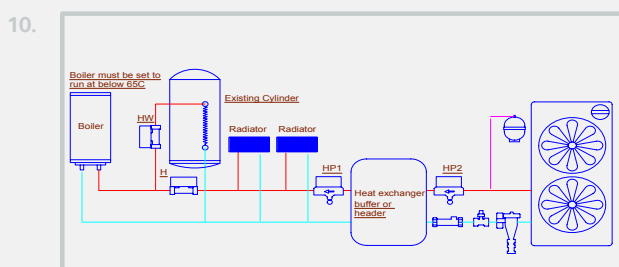 10.
Boiler must be set to
run at below 65C
Existing Cylinder
HW
Boiler
Radiator
Radiator
H
HP1
HP2
Heat exchanger
buffer or
header